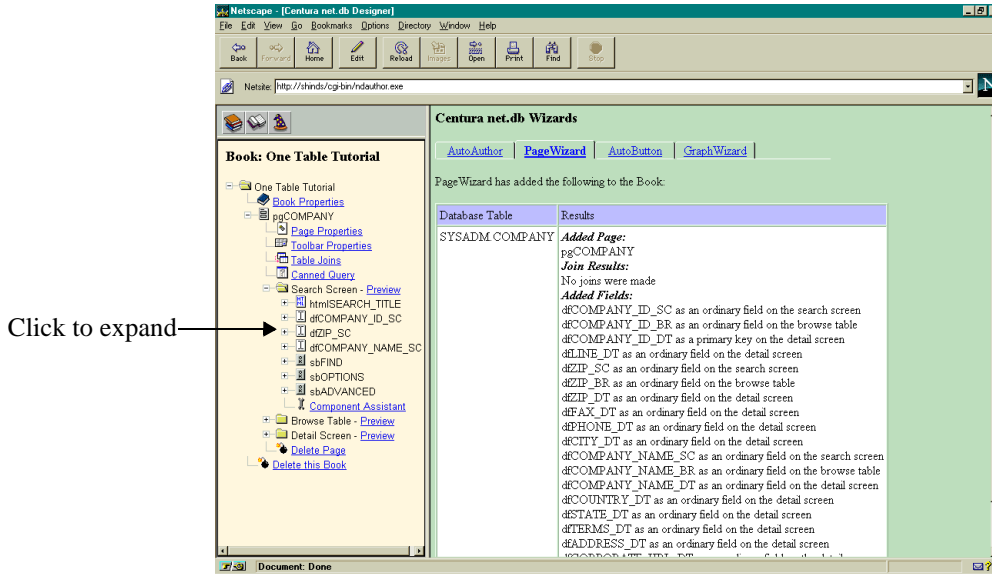 Netscape - [Centura net.db Designer]
File Edit View Go Bookmarks Options Directory Window Help
Back Forward Home Edit Reload Images Open Print Find Stop
Netsite: http://shinds/cgi-bin/ndauthor.exe
N
Book: One Table Tutorial
One Table Tutorial
Book Properties
pgCOMPANY
Page Properties
Toolbar Properties
Table Joins
Canned Query
Search Screen - Preview
htmlSEARCH_TITLE
dfCOMPANY_ID_SC
Click to expand
dfZIP_SC
dfCOMPANY_NAME_SC
sbFIND
sbOPTIONS
sbADVANCED
Component Assistant
Browse Table - Preview
Detail Screen - Preview
Delete Page
Delete this Book
Centura net.db Wizards
AutoAuthor PageWizard AutoButton GraphWizard
PageWizard has added the following to the Book:
Database Table Results
SYSADM.COMPANY Added Page:
pgCOMPANY
Join Results:
No joins were made
Added Fields:
dfCOMPANY_ID_SC as an ordinary field on the search screen
dfCOMPANY_ID_BR as an ordinary field on the browse table
dfCOMPANY_ID_DT as a primary key on the detail screen
dfLINE_DT as an ordinary field on the detail screen
dfZIP_SC as an ordinary field on the search screen
dfZIP_BR as an ordinary field on the browse table
dfZIP_DT as an ordinary field on the detail screen
dfFAX_DT as an ordinary field on the detail screen
dfPHONE_DT as an ordinary field on the detail screen
dfCITY_DT as an ordinary field on the detail screen
dfCOMPANY_NAME_SC as an ordinary field on the search screen
dfCOMPANY_NAME_BR as an ordinary field on the browse table
dfCOMPANY_NAME_DT as an ordinary field on the detail screen
dfCOUNTRY_DT as an ordinary field on the detail screen
dfSTATE_DT as an ordinary field on the detail screen
dfTERMS_DT as an ordinary field on the detail screen
dfADDRESS_DT as an ordinary field on the detail screen
Document: Done